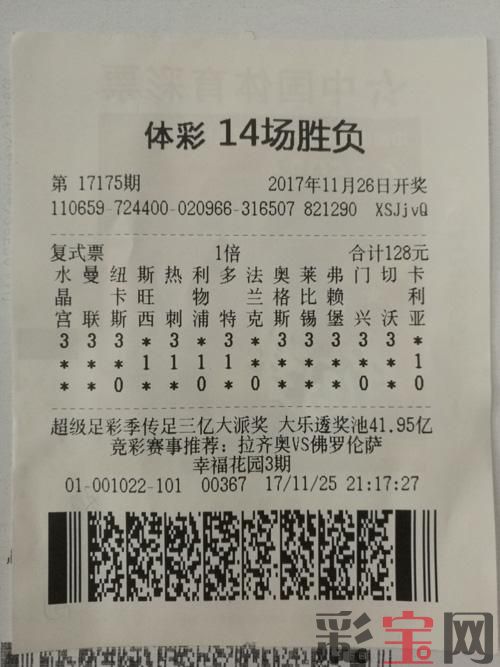 中国体育彩票
体彩 14场胜负
第 17175期 2017年11月26日开奖
110659-724400-020966-316507 821290 XSJjvQ
复式票 1倍 合计128元
水 曼 纽 斯 热 利 多 法 奥 莱 弗 门 切 卡
晶 卡 旺 物 兰 格 比 赖 利
宫 联 斯 西 刺 浦 特 克 斯 锡 堡 兴 沃 亚
3 3 3 * 3 * 3 * 3 3 3 3 3 *
* * * 1 1 1 1 * * * * * * 1
* * 0 * * 0 * 0 * 0 * * 0 *
超级足彩季传足三亿大派奖 大乐透奖池41.95亿
竞彩赛事推荐: 拉齐奥VS佛罗伦萨
幸福花园3期
01-001022-101 00367 17/11/25 21:17:27
彩宝网